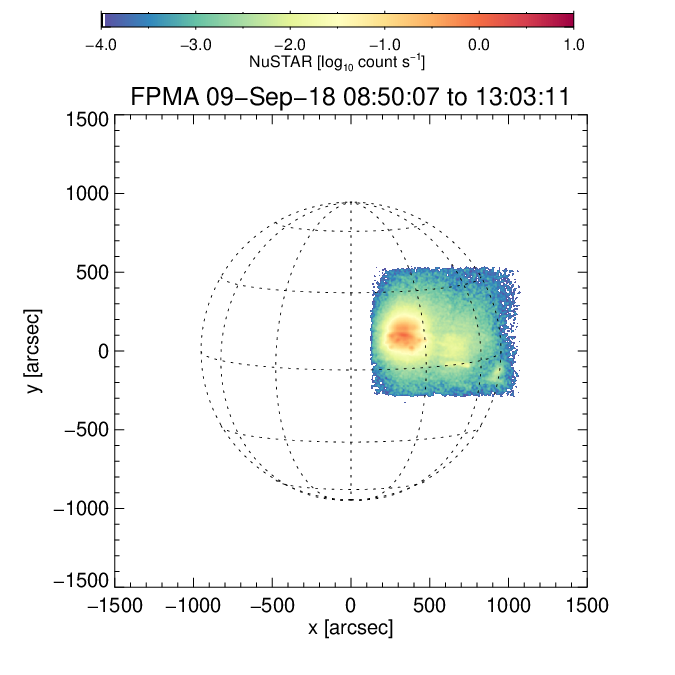 −4.0 −3.0 −2.0 −1.0 0.0 1.0
NuSTAR [log₁₀ count s⁻¹]
FPMA 09−Sep−18 08:50:07 to 13:03:11
1500
1000
500
0
−500
−1000
−1500
y [arcsec]
−1500 −1000 −500 0 500 1000 1500
x [arcsec]